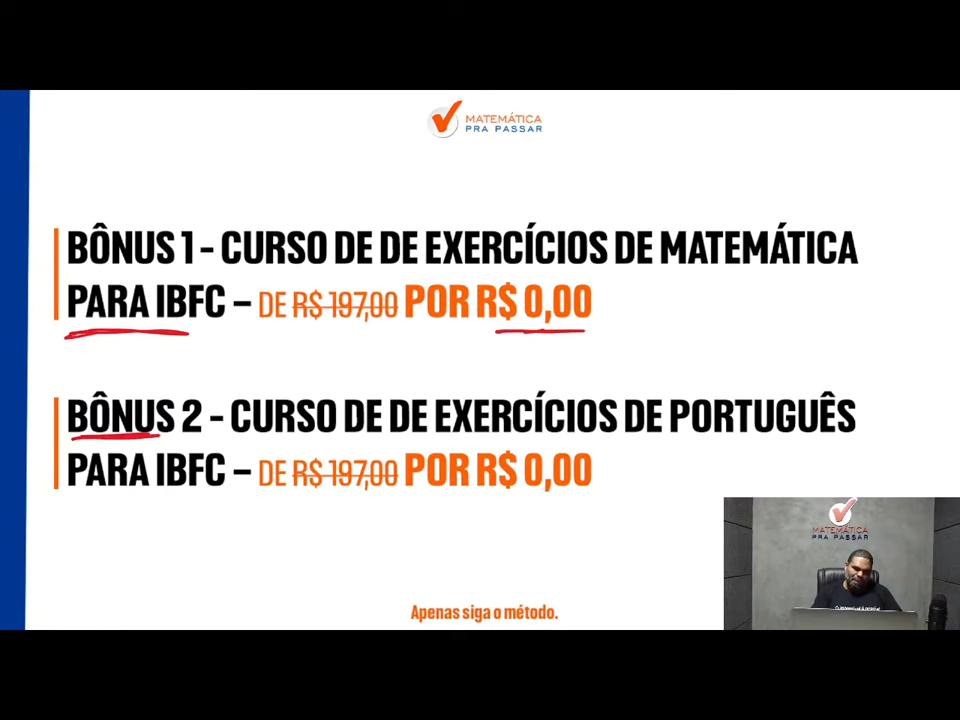 MATEMÁTICA
PRA PASSAR
BÔNUS 1 - CURSO DE DE EXERCÍCIOS DE MATEMÁTICA
PARA IBFC – DE R$ 197,00 POR R$ 0,00
BÔNUS 2 - CURSO DE DE EXERCÍCIOS DE PORTUGUÊS
PARA IBFC – DE R$ 197,00 POR R$ 0,00
MATEMÁTICA
PRA PASSAR
Apenas siga o método.